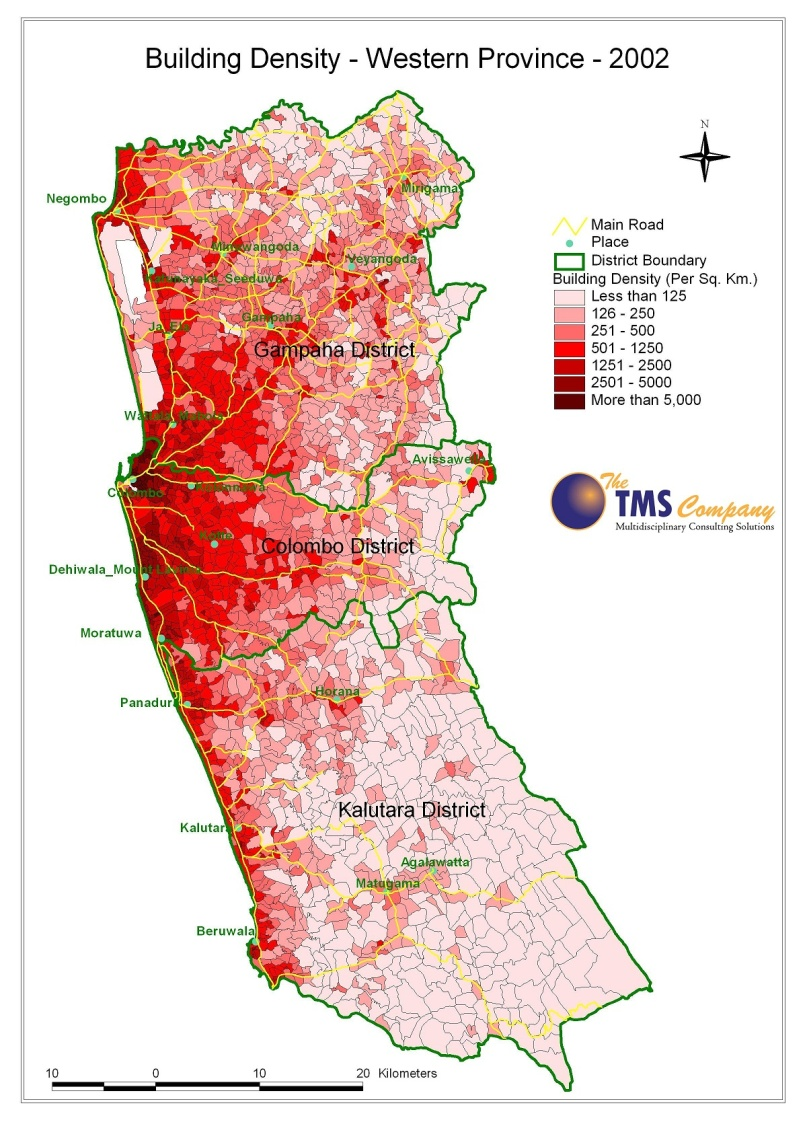 Building Density - Western Province - 2002
N
Negombo
Mirigama
Main Road
Place
District Boundary
Building Density (Per Sq. Km.)
Less than 125
126 - 250
251 - 500
501 - 1250
1251 - 2500
2501 - 5000
More than 5,000
Veyangoda
Gampaha
Gampaha District
Avissawella
The
TMS Company
Multidisciplinary Consulting Solutions
Colombo
Colombo District
Moratuwa
Panadura
Horana
Kalutara District
Kalutara
Agalawatta
Matugama
Beruwala
10 0 10 20 Kilometers